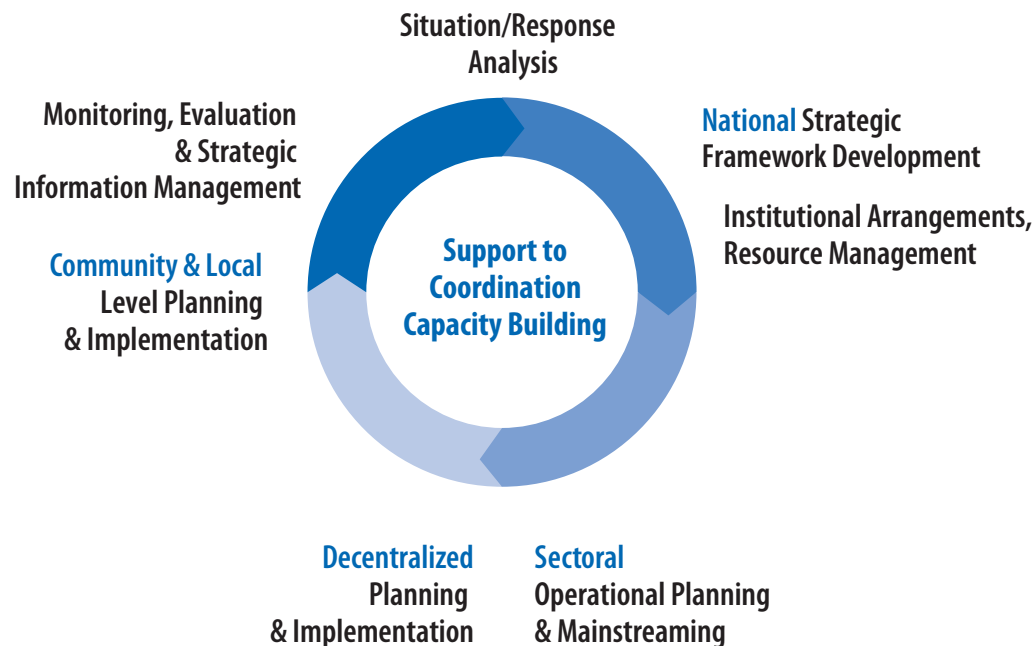 Situation/Response
Analysis
National Strategic
Framework Development
Institutional Arrangements,
Resource Management
Sectoral
Operational Planning
& Mainstreaming
Decentralized
Planning
& Implementation
Community & Local
Level Planning
& Implementation
Monitoring, Evaluation
& Strategic
Information Management
Support to
Coordination
Capacity Building